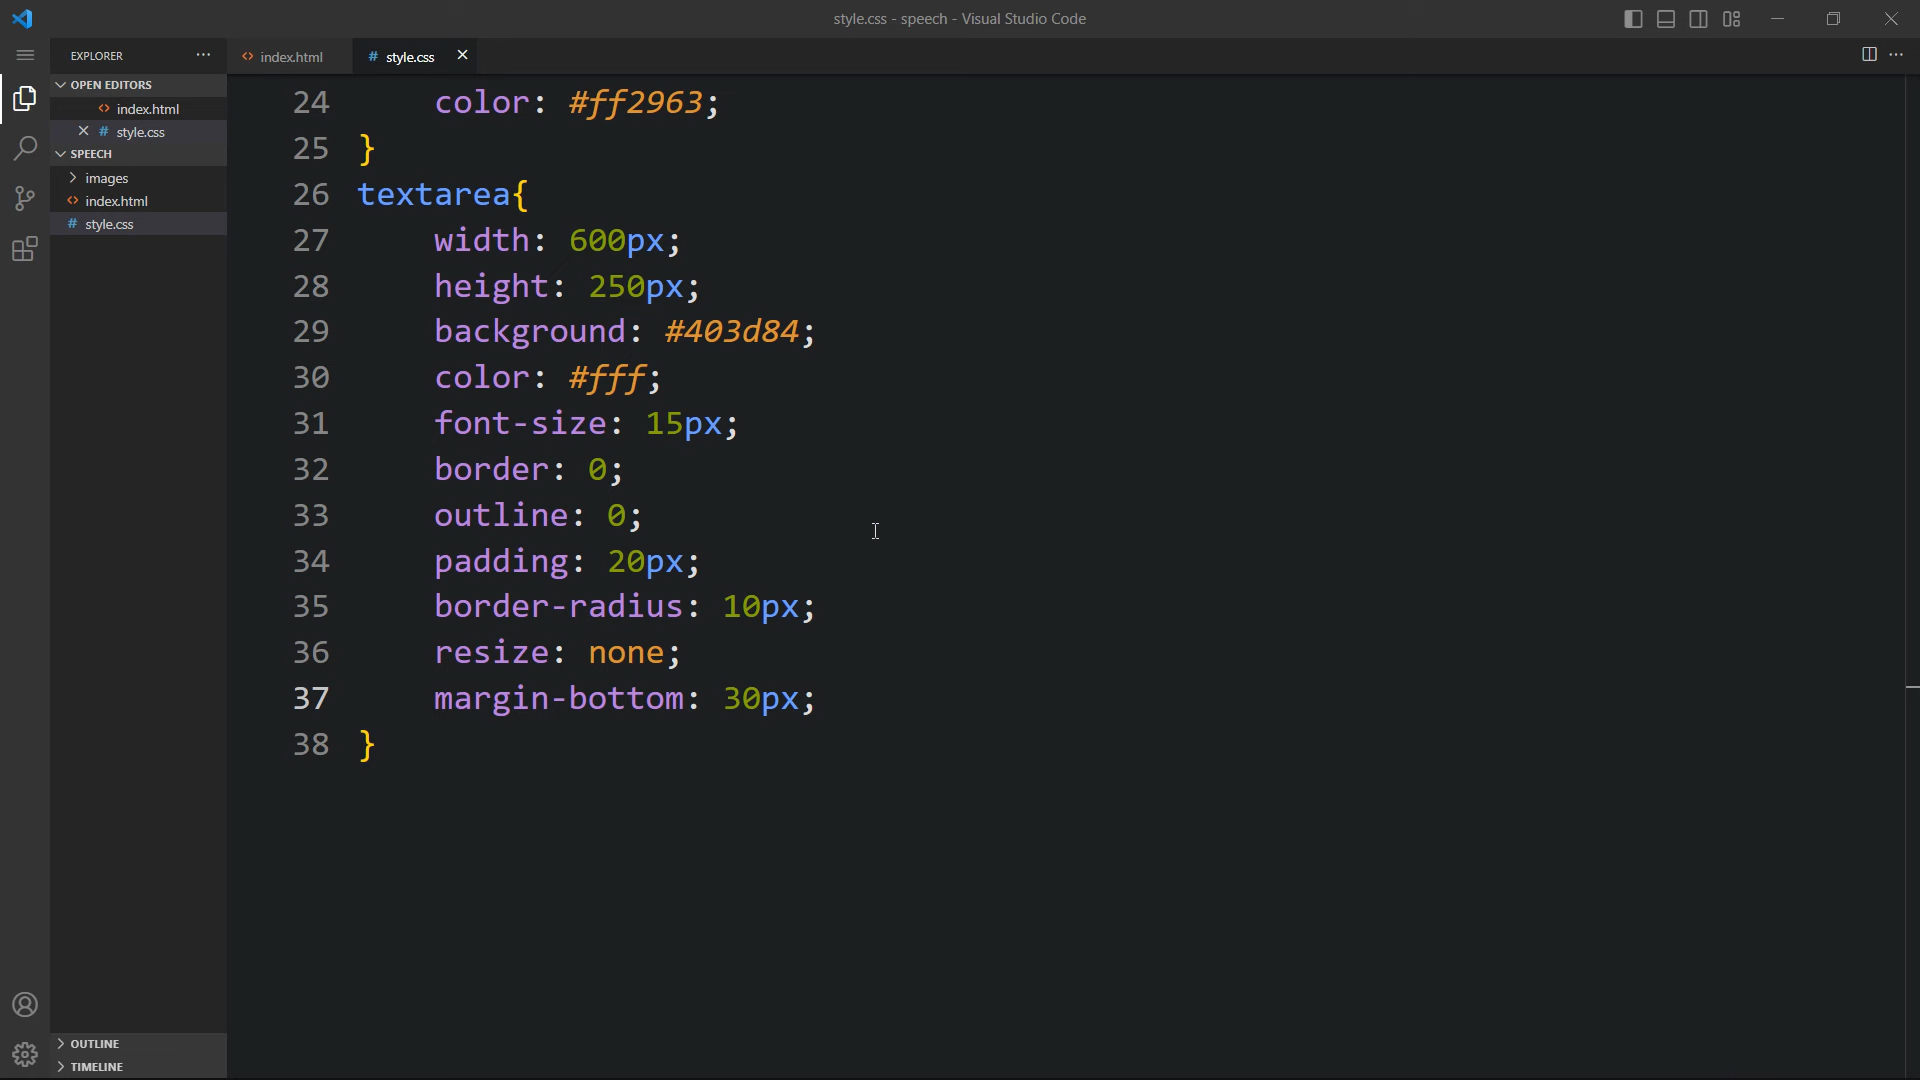 style.css - speech - Visual Studio Code
EXPLORER
index.html
# style.css
OPEN EDITORS
index.html
# style.css
SPEECH
images
index.html
# style.css
24 color: #ff2963;
25 }
26 textarea{
27 width: 600px;
28 height: 250px;
29 background: #403d84;
30 color: #fff;
31 font-size: 15px;
32 border: 0;
33 outline: 0;
34 padding: 20px;
35 border-radius: 10px;
36 resize: none;
37 margin-bottom: 30px;
38 }
OUTLINE
TIMELINE